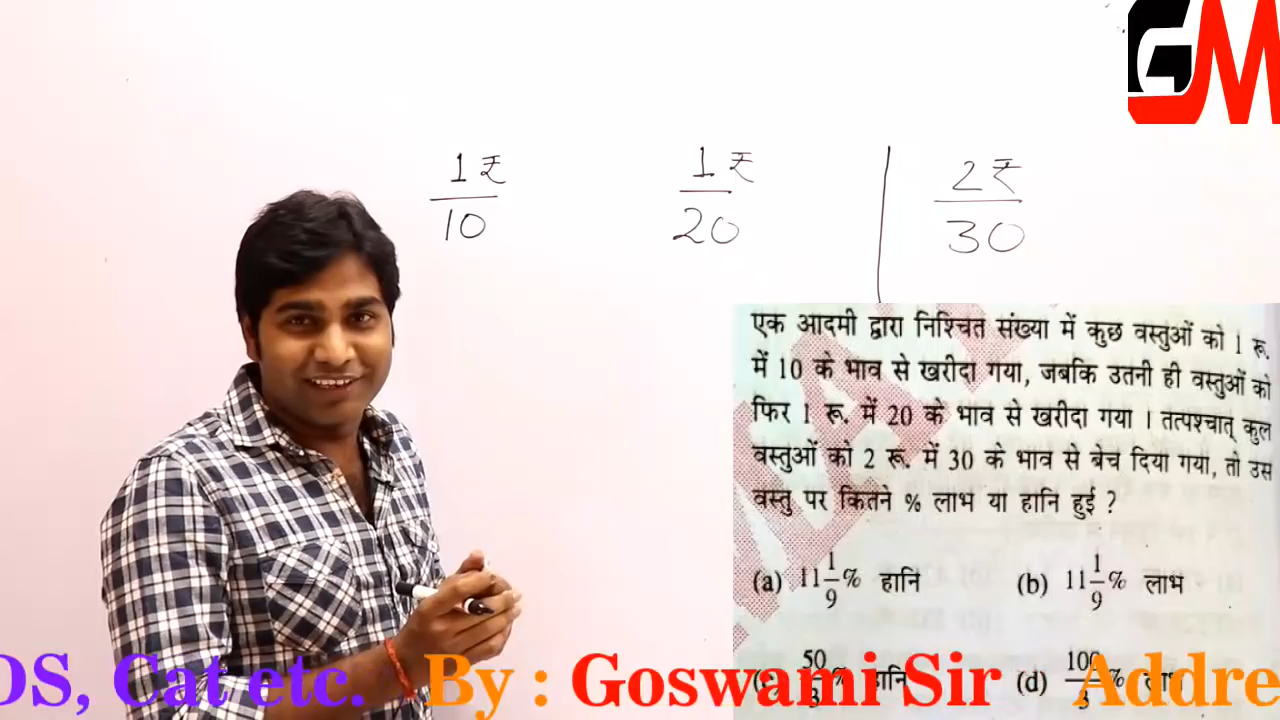 GM
1₹
10
1₹
20
2₹
30
एक आदमी द्वारा निश्चित संख्या में कुछ वस्तुओं को 1 रू.
में 10 के भाव से खरीदा गया, जबकि उतनी ही वस्तुओं को
फिर 1 रू. में 20 के भाव से खरीदा गया । तत्पश्चात् कुल
वस्तुओं को 2 रू. में 30 के भाव से बेच दिया गया, तो उस
वस्तु पर कितने % लाभ या हानि हुई ?
(a) 11 1/9 % हानि (b) 11 1/9 % लाभ
50/3 % हानि (d) 100/3 % लाभ
OS, Cat etc. By : Goswami Sir Addre